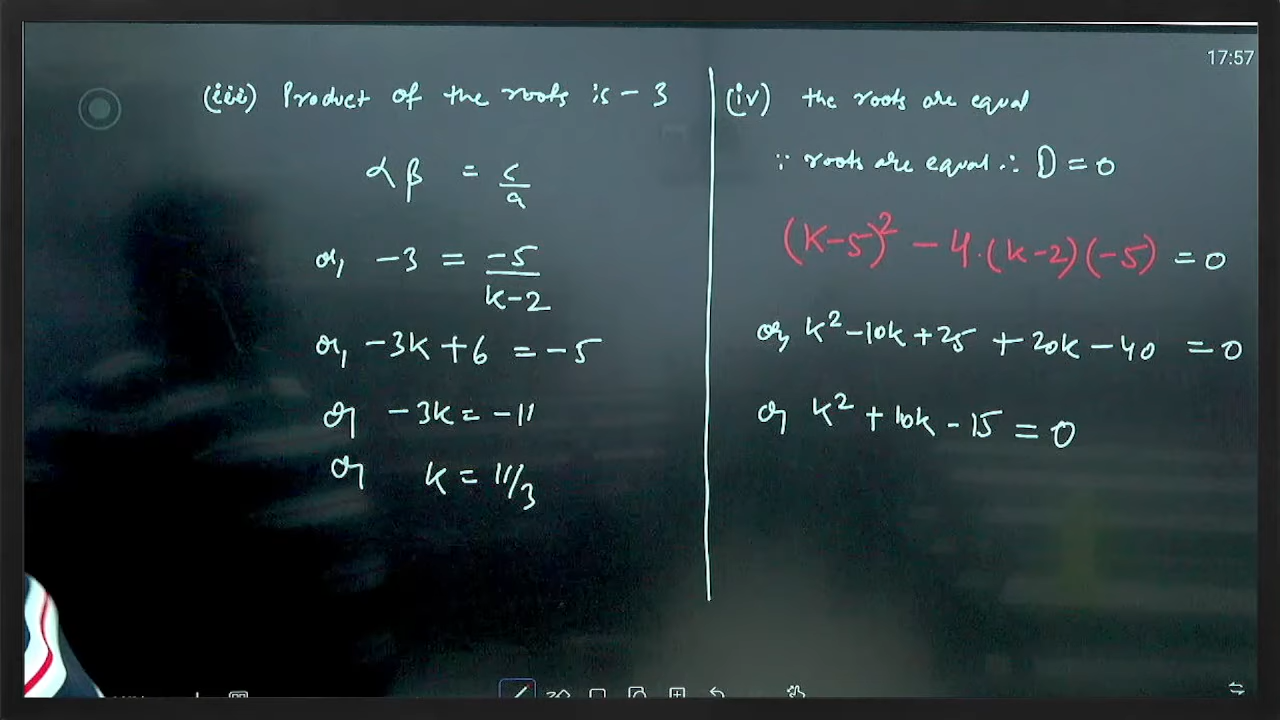 17:57
(iii) Product of the roots is - 3
αβ = c/a
or, -3 = -5/k-2
or, -3k + 6 = -5
or -3k = -11
or k = 11/3
(iv) the roots are equal
∵ roots are equal ∴ D = 0
(k-5)² - 4.(k-2)(-5) = 0
or, k² - 10k + 25 + 20k - 40 = 0
or k² + 10k - 15 = 0